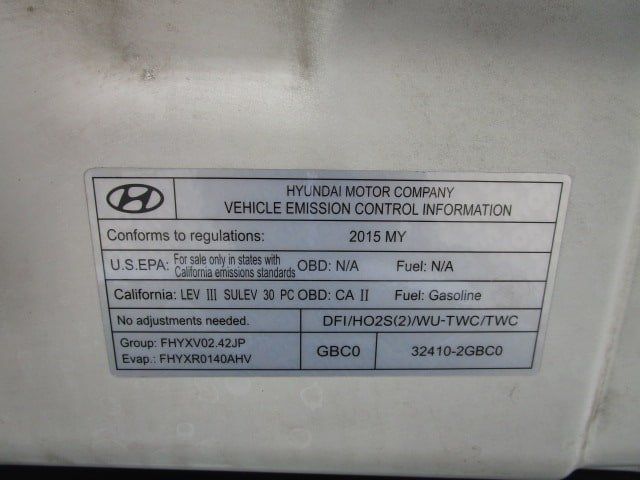 HYUNDAI MOTOR COMPANY
VEHICLE EMISSION CONTROL INFORMATION
Conforms to regulations: 2015 MY
U.S.EPA: For sale only in states with California emissions standards OBD: N/A Fuel: N/A
California: LEV III SULEV 30 PC OBD: CA II Fuel: Gasoline
No adjustments needed. DFI/HO2S(2)/WU-TWC/TWC
Group: FHYXV02.42JP
Evap.: FHYXR0140AHV
GBC0 32410-2GBC0